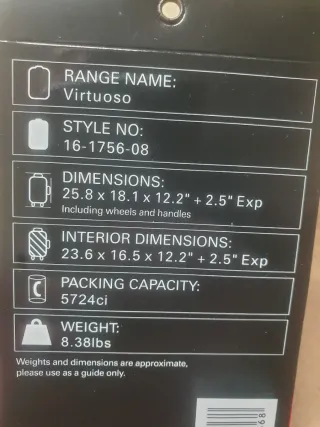 RANGE NAME:
Virtuoso
STYLE NO:
16-1756-08
DIMENSIONS:
25.8 x 18.1 x 12.2" + 2.5" Exp
Including wheels and handles
INTERIOR DIMENSIONS:
23.6 x 16.5 x 12.2" + 2.5" Exp
PACKING CAPACITY:
5724ci
WEIGHT:
8.38lbs
Weights and dimensions are approximate,
please use as a guide only.